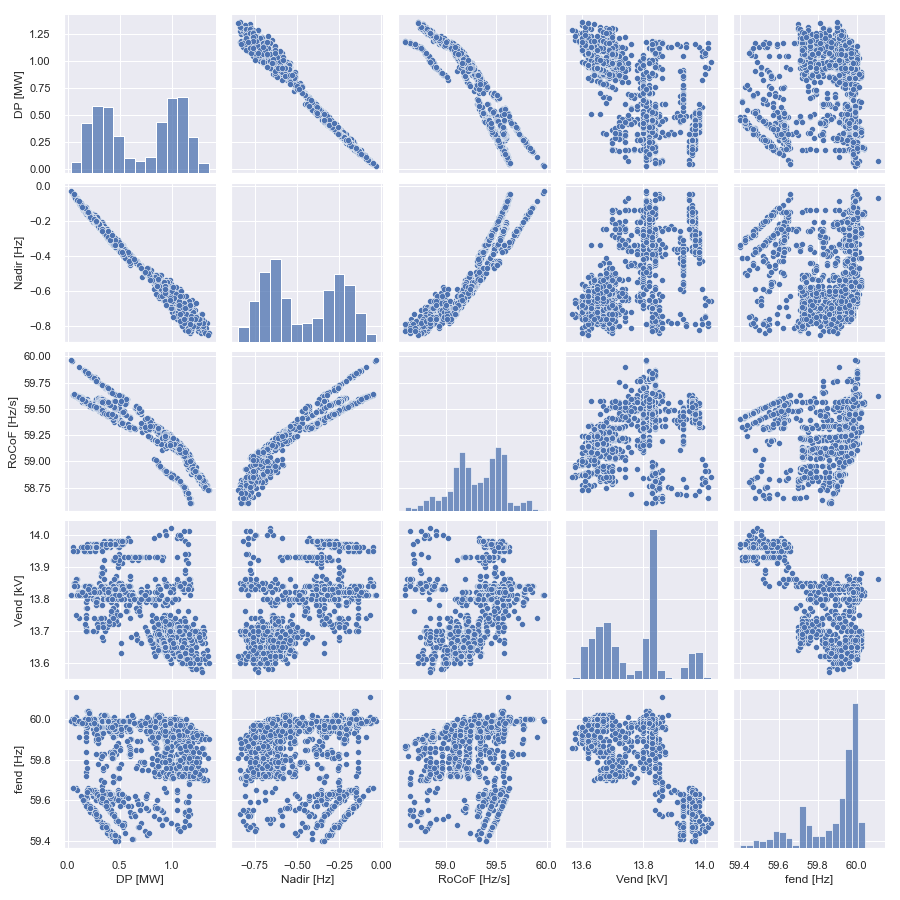 1.25
1.00
0.75
0.50
0.25
0.00
DP [MW]
0.0
−0.2
−0.4
−0.6
−0.8
Nadir [Hz]
60.00
59.75
59.50
59.25
59.00
58.75
RoCoF [Hz/s]
14.0
13.9
13.8
13.7
13.6
Vend [kV]
60.0
59.8
59.6
59.4
fend [Hz]
0.0 0.5 1.0
DP [MW]
−0.75 −0.50 −0.25 0.00
Nadir [Hz]
59.0 59.5 60.0
RoCoF [Hz/s]
13.6 13.8 14.0
Vend [kV]
59.4 59.6 59.8 60.0
fend [Hz]